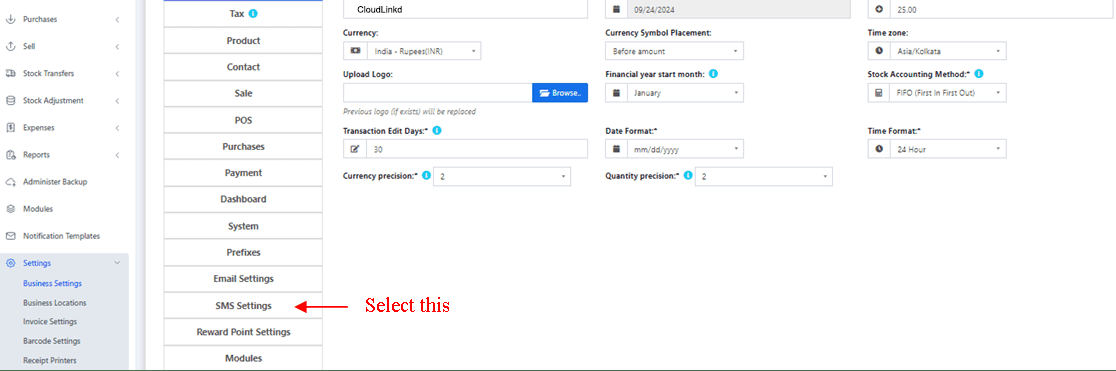 Purchases
Sell
Stock Transfers
Stock Adjustment
Expenses
Reports
Administer Backup
Modules
Notification Templates
Settings
Business Settings
Business Locations
Invoice Settings
Barcode Settings
Receipt Printers
Tax
Product
Contact
Sale
POS
Purchases
Payment
Dashboard
System
Prefixes
Email Settings
SMS Settings
Reward Point Settings
Modules
Select this
CloudLinkd
09/24/2024
25.00
Currency:
India - Rupees(INR)
Currency Symbol Placement:
Before amount
Time zone:
Asia/Kolkata
Upload Logo:
Browse..
Previous logo (if exists) will be replaced
Financial year start month:
January
Stock Accounting Method:*
FIFO (First In First Out)
Transaction Edit Days:*
30
Date Format:*
mm/dd/yyyy
Time Format:*
24 Hour
Currency precision:*
2
Quantity precision:*
2